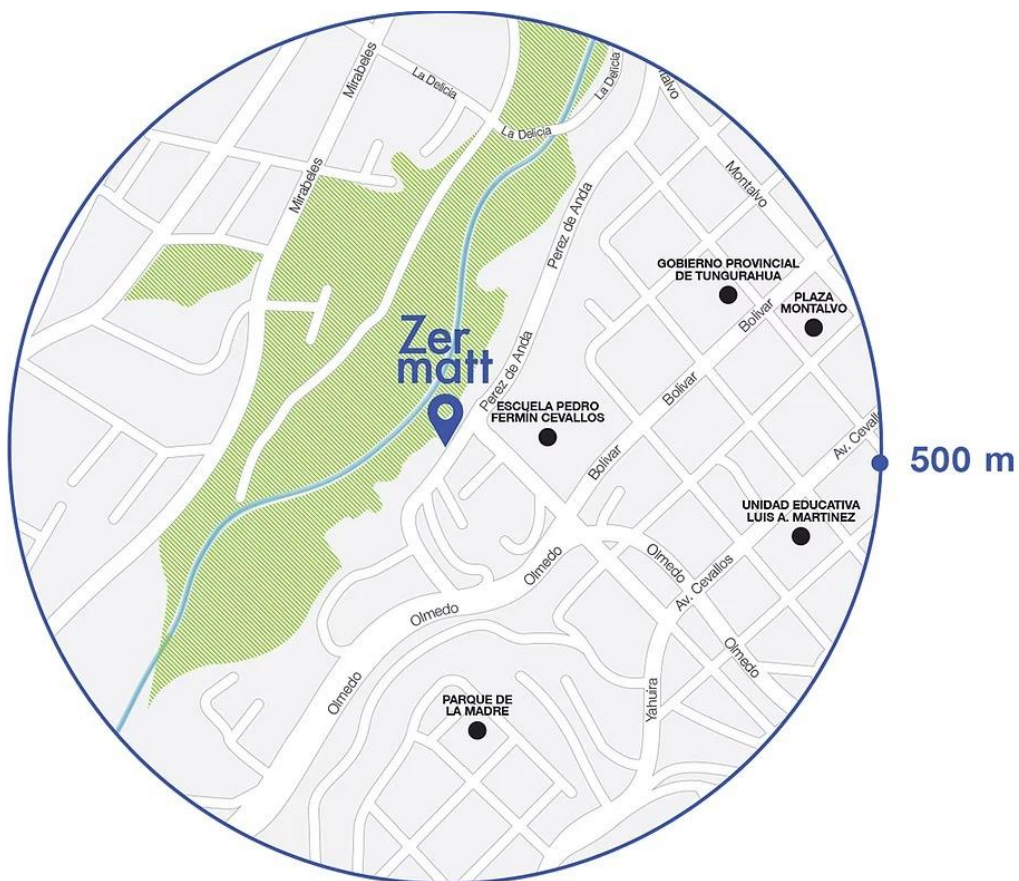 Mirabeles
La Delicia
La Delicia
La Delicia
Montalvo
Mirabeles
Perez de Anda
GOBIERNO PROVINCIAL
DE TUNGURAHUA
PLAZA
MONTALVO
Bolivar
Zer
matt
Perez de Anda
Bolivar
ESCUELA PEDRO
FERMÍN CEVALLOS
Av. Cevall
Bolivar
500 m
UNIDAD EDUCATIVA
LUIS A. MARTINEZ
Olmedo
Olmedo
Av. Cevallos
Olmedo
Olmedo
Olmedo
Yahuira
PARQUE DE
LA MADRE